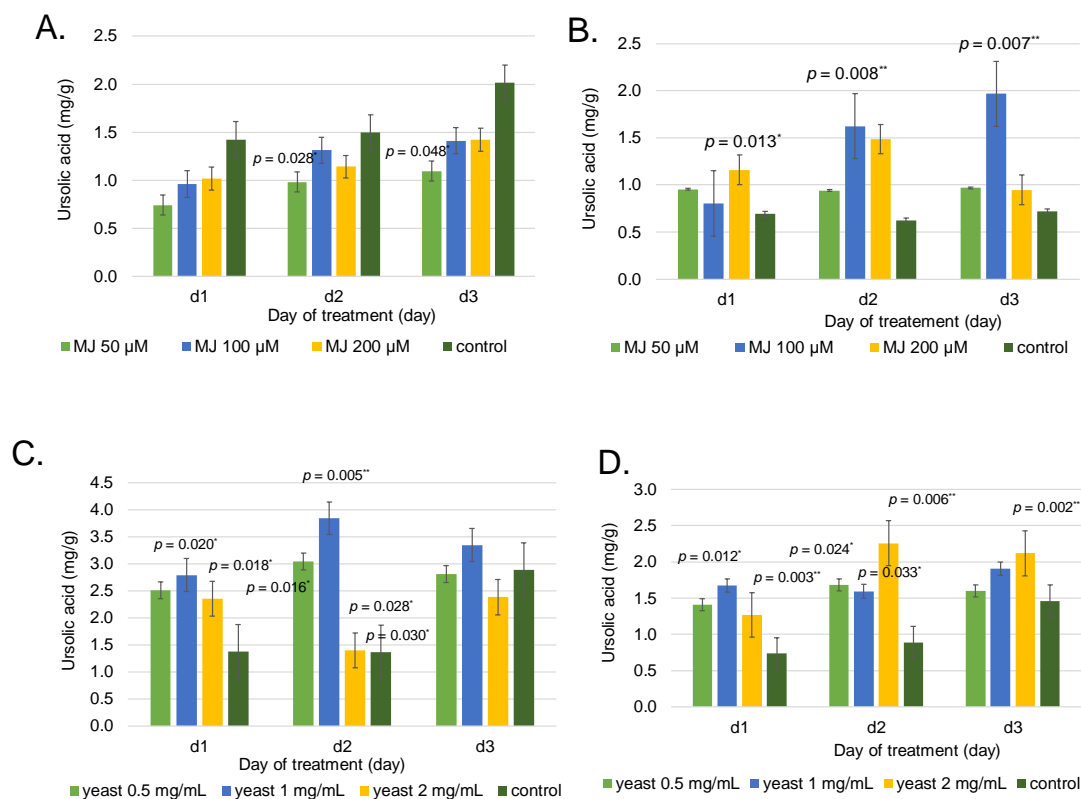 A.
2.5
2.0
1.5
1.0
0.5
0.0
Ursolic acid (mg/g)
p = 0.028*
p = 0.048*
d1 d2 d3
Day of treatment (day)
MJ 50 μM MJ 100 μM MJ 200 μM control
B.
2.5
2.0
1.5
1.0
0.5
0.0
Ursolic acid (mg/g)
p = 0.013*
p = 0.008**
p = 0.007**
d1 d2 d3
Day of treatement (day)
MJ 50 μM MJ 100 μM MJ 200 μM control
C.
4.5
4.0
3.5
3.0
2.5
2.0
1.5
1.0
0.5
0.0
Ursolic acid (mg/g)
p = 0.020*
p = 0.018*
p = 0.016*
p = 0.005**
p = 0.028*
p = 0.030*
d1 d2 d3
Day of treatment (day)
yeast 0.5 mg/mL yeast 1 mg/mL yeast 2 mg/mL control
D.
3.0
2.5
2.0
1.5
1.0
0.5
0.0
Ursolic acid (mg/g)
p = 0.012*
p = 0.003**
p = 0.024*
p = 0.033*
p = 0.006**
p = 0.002**
d1 d2 d3
Day of treatment (day)
yeast 0.5 mg/mL yeast 1 mg/mL yeast 2 mg/mL control